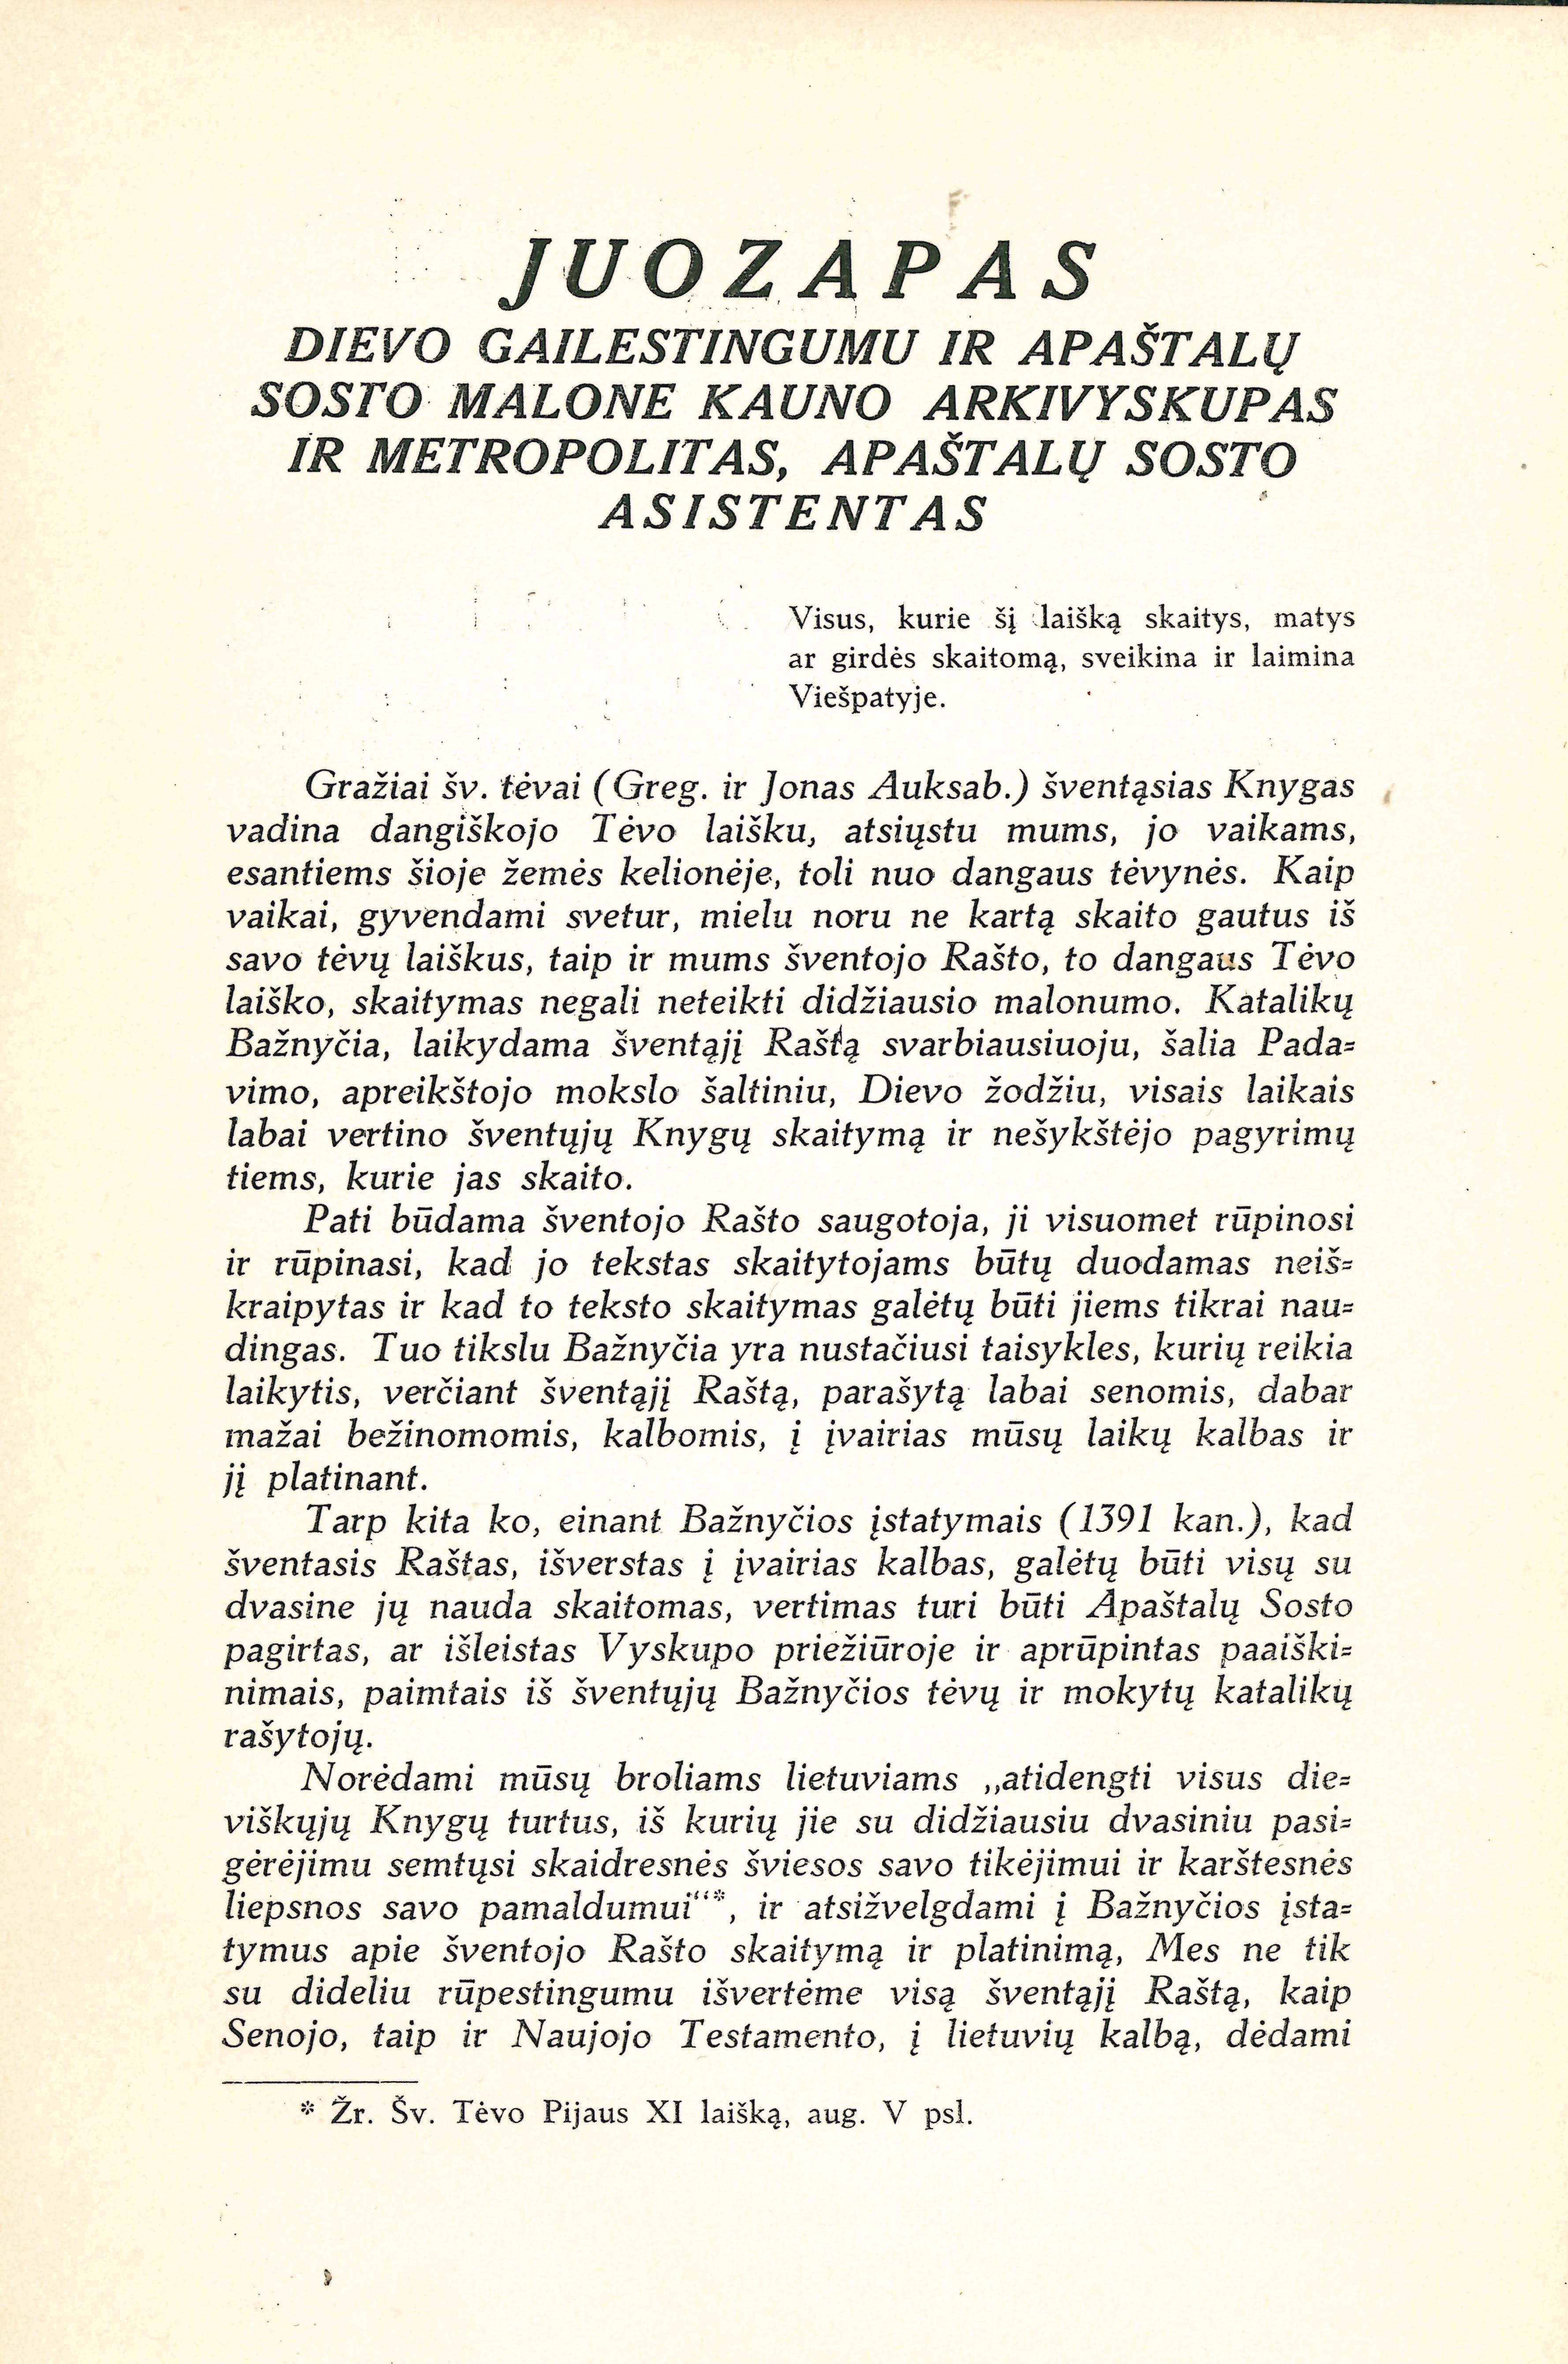 JUOZAPAS
DIEVO GAILESTINGUMU IR APAŠTALŲ
SOSTO MALONE KAUNO ARKIVYSKUPAS
IR METROPOLITAS, APAŠTALŲ SOSTO
ASISTENTAS
Visus, kurie šį laišką skaitys, matys
ar girdės skaitomą, sveikina ir laimina
Viešpatyje.
Gražiai šv. tėvai (Greg. ir Jonas Auksab.) šventąsias Knygas
vadina dangiškojo Tėvo laišku, atsiųstu mums, jo vaikams,
esantiems šioje žemės kelionėje, toli nuo dangaus tėvynės. Kaip
vaikai, gyvendami svetur, mielu noru ne kartą skaito gautus iš
savo tėvų laiškus, taip ir mums šventojo Rašto, to dangaus Tėvo
laiško, skaitymas negali neteikti didžiausio malonumo. Katalikų
Bažnyčia, laikydama šventąjį Raštą svarbiausiuoju, šalia Pada-
vimo, apreikštojo mokslo šaltiniu, Dievo žodžiu, visais laikais
labai vertino šventųjų Knygų skaitymą ir nešykštėjo pagyrimų
tiems, kurie jas skaito.
Pati būdama šventojo Rašto saugotoja, ji visuomet rūpinosi
ir rūpinasi, kad jo tekstas skaitytojams būtų duodamas neiš-
kraipytas ir kad to teksto skaitymas galėtų būti jiems tikrai nau-
dingas. Tuo tikslu Bažnyčia yra nustačiusi taisykles, kurių reikia
laikytis, verčiant šventąjį Raštą, parašytą labai senomis, dabar
mažai bežinomomis, kalbomis, į įvairias mūsų laikų kalbas ir
jį platinant.
Tarp kita ko, einant Bažnyčios įstatymais (1391 kan.), kad
šventasis Raštas, išverstas į įvairias kalbas, galėtų būti visų su
dvasine jų nauda skaitomas, vertimas turi būti Apaštalų Sosto
pagirtas, ar išleistas Vyskupo priežiūroje ir aprūpintas paaiški-
nimais, paimtais iš šventųjų Bažnyčios tėvų ir mokytų katalikų
rašytojų.
Norėdami mūsų broliams lietuviams „atidengti visus die-
viškųjų Knygų turtus, iš kurių jie su didžiausiu dvasiniu pasi-
gėrėjimu semtųsi skaidresnės šviesos savo tikėjimui ir karštesnės
liepsnos savo pamaldumui“*, ir atsižvelgdami į Bažnyčios įsta-
tymus apie šventojo Rašto skaitymą ir platinimą, Mes ne tik
su dideliu rūpestingumu išvertėme visą šventąjį Raštą, kaip
Senojo, taip ir Naujojo Testamento, į lietuvių kalbą, dėdami
* Žr. Šv. Tėvo Pijaus XI laišką, aug. V psl.